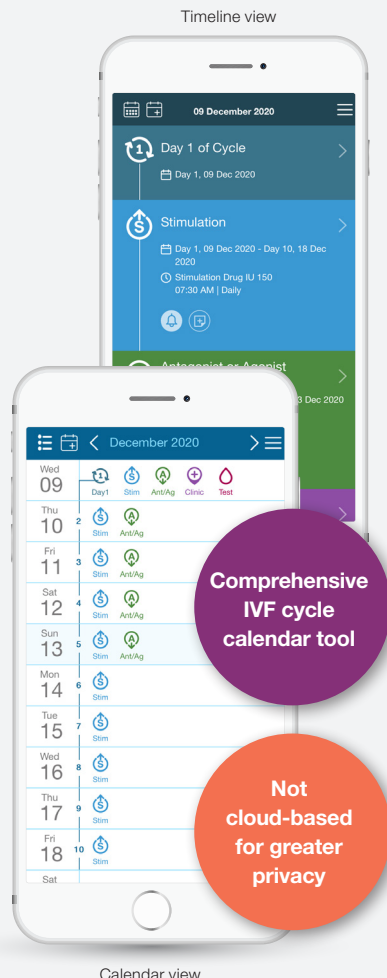 Timeline view
09 December 2020
1
Day 1 of Cycle
Day 1, 09 Dec 2020
S
Stimulation
Day 1, 09 Dec 2020 - Day 10, 18 Dec
2020
Stimulation Drug IU 150
07:30 AM | Daily
Antagonist or Agonist
3 Dec 2020
December 2020
Wed
09
1 S A
Day1 Stim Ant/Ag Clinic Test
Thu
10 2 S A
Stim Ant/Ag
Fri
11 3 S A
Stim Ant/Ag
Sat
12 4 S A
Stim Ant/Ag
Sun
13 5 S A
Stim Ant/Ag
Mon
14 6 S
Stim
Tue
15 7 S
Stim
Wed
16 8 S
Stim
Thu
17 9 S
Stim
Fri
18 10 S
Stim
Sat
Comprehensive
IVF cycle
calendar tool
Not
cloud-based
for greater
privacy
Calendar view